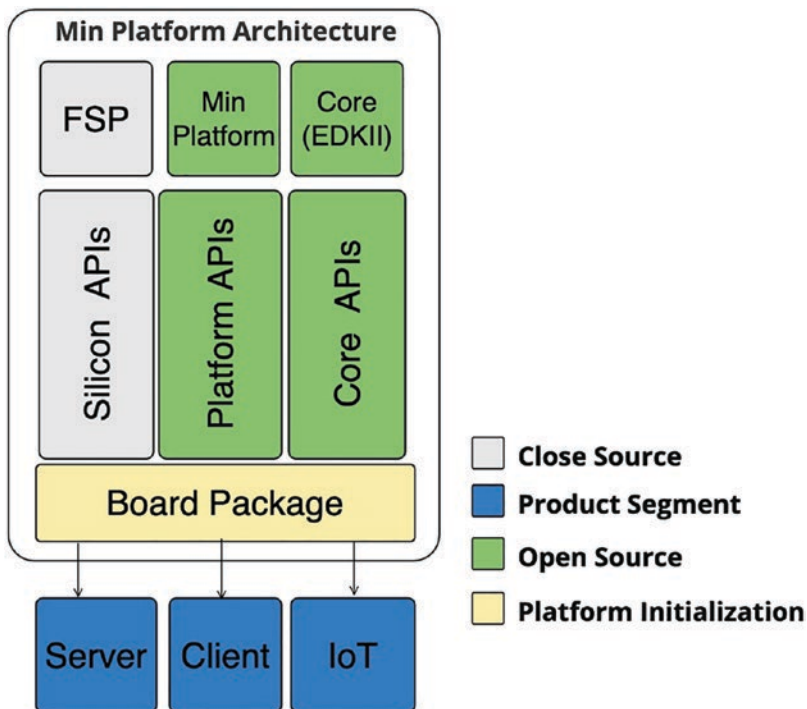 Min Platform Architecture
FSP
Min
Platform
Core
(EDKII)
Silicon APIs
Platform APIs
Core APIs
Board Package
Server
Client
IoT
Close Source
Product Segment
Open Source
Platform Initialization